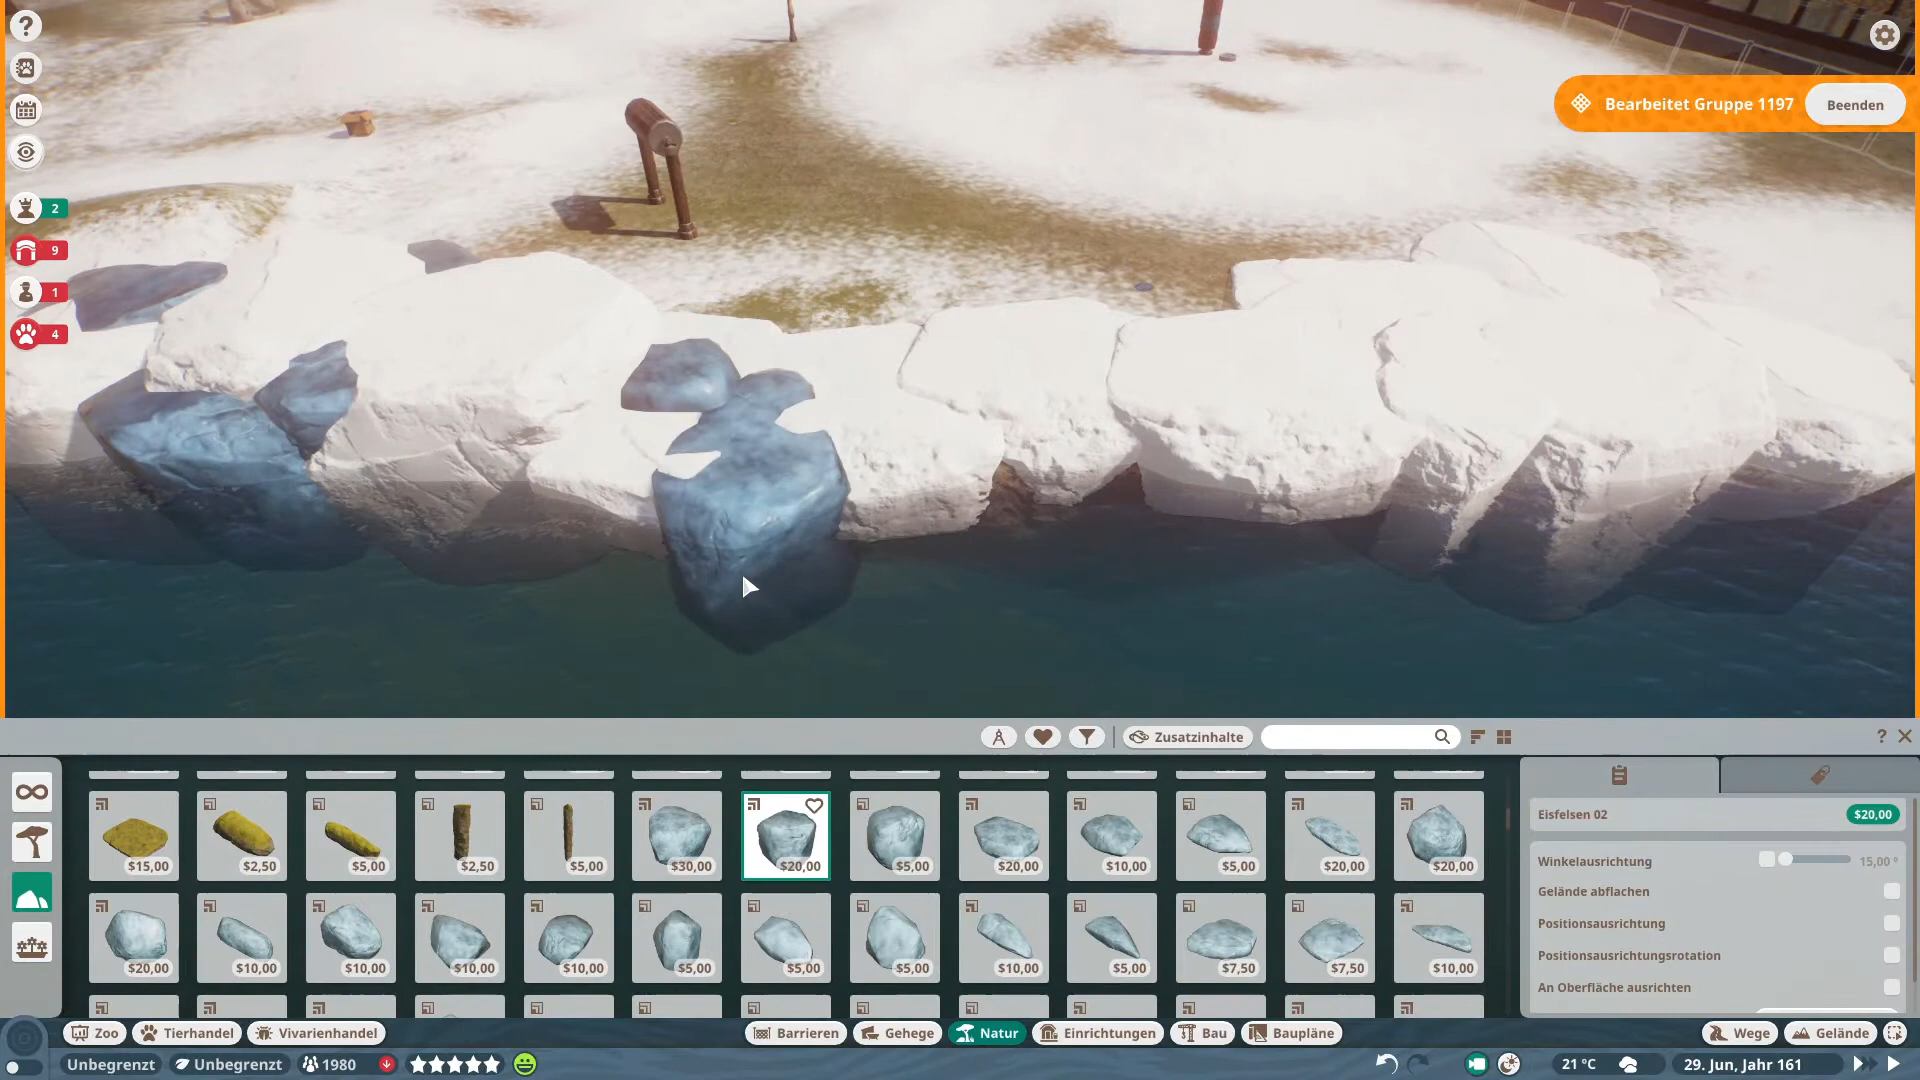 Bearbeitet Gruppe 1197
Beenden
2
9
1
4
Zusatzinhalte
?
$15,00
$2,50
$5,00
$2,50
$5,00
$30,00
$20,00
$5,00
$20,00
$10,00
$5,00
$20,00
$20,00
$20,00
$10,00
$10,00
$10,00
$10,00
$5,00
$5,00
$5,00
$10,00
$5,00
$7,50
$7,50
$10,00
Eisfelsen 02
$20,00
Winkelausrichtung
15,00 °
Gelände abflachen
Positionsausrichtung
Positionsausrichtungsrotation
An Oberfläche ausrichten
Zoo
Tierhandel
Vivarienhandel
Barrieren
Gehege
Natur
Einrichtungen
Bau
Baupläne
Wege
Gelände
Unbegrenzt
Unbegrenzt
1980
21 °C
29. Jun, Jahr 161